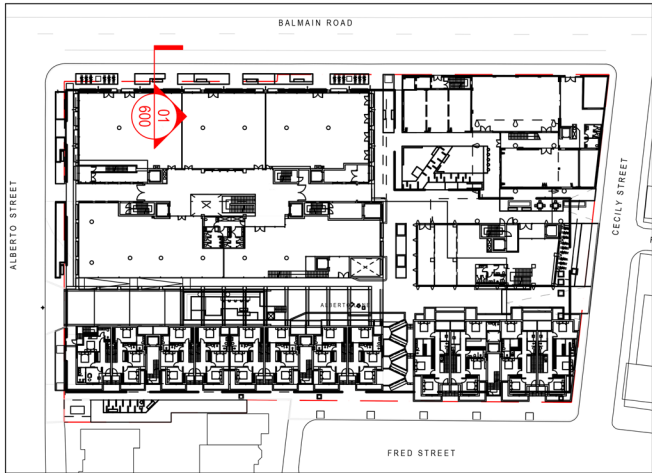 BALMAIN ROAD
01
600
ALBERTO STREET
CECILY STREET
FRED STREET